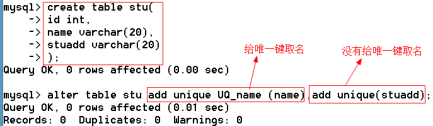 mysql> create table stu(
-> id int,
-> name varchar(20),
-> stuadd varchar(20)
-> );
Query OK, 0 rows affected (0.00 sec)
给唯一键取名
没有给唯一键取名
mysql> alter table stu add unique UQ_name (name) add unique(stuadd);
Query OK, 0 rows affected (0.01 sec)
Records: 0 Duplicates: 0 Warnings: 0